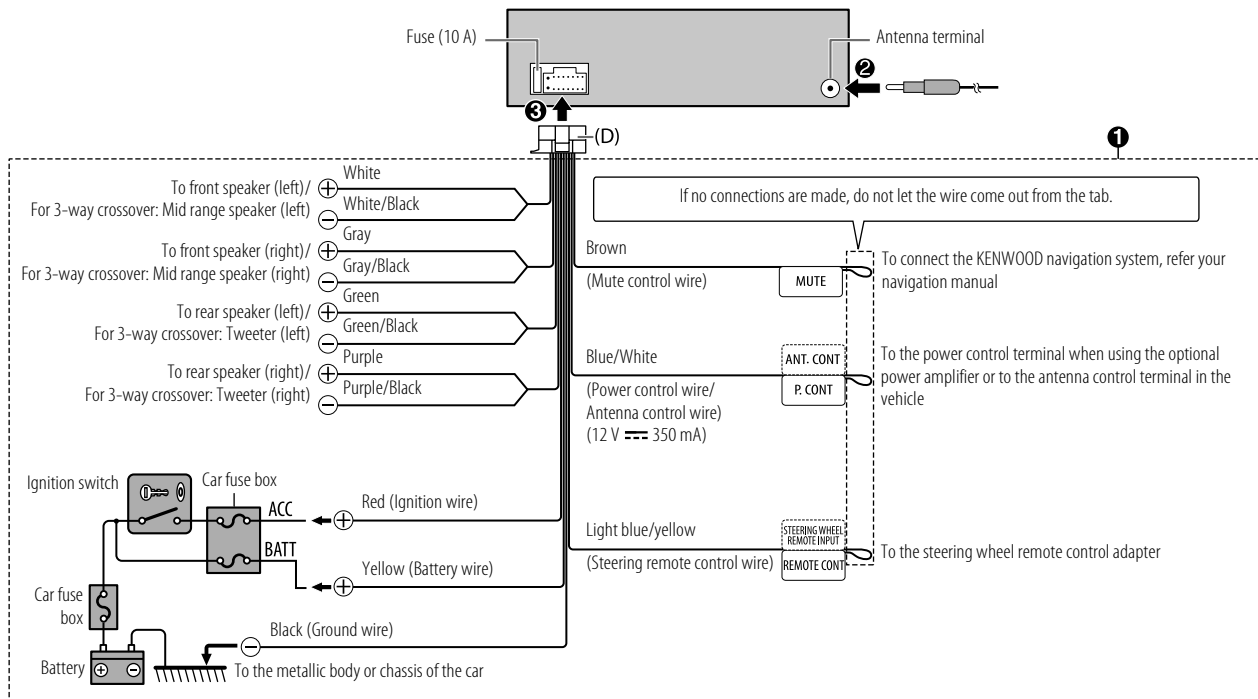 Fuse (10 A)
Antenna terminal
❷
❸
(D)
❶
To front speaker (left)/
For 3-way crossover: Mid range speaker (left)
White
White/Black
To front speaker (right)/
For 3-way crossover: Mid range speaker (right)
Gray
Gray/Black
To rear speaker (left)/
For 3-way crossover: Tweeter (left)
Green
Green/Black
To rear speaker (right)/
For 3-way crossover: Tweeter (right)
Purple
Purple/Black
If no connections are made, do not let the wire come out from the tab.
Brown
(Mute control wire)
MUTE
To connect the KENWOOD navigation system, refer your
navigation manual
Blue/White
(Power control wire/
Antenna control wire)
(12 V ⎓ 350 mA)
ANT. CONT
P. CONT
To the power control terminal when using the optional
power amplifier or to the antenna control terminal in the
vehicle
Light blue/yellow
(Steering remote control wire)
STEERING WHEEL
REMOTE INPUT
REMOTE CONT
To the steering wheel remote control adapter
Ignition switch
Car fuse box
ACC
Red (Ignition wire)
BATT
Yellow (Battery wire)
Car fuse
box
Black (Ground wire)
Battery
To the metallic body or chassis of the car